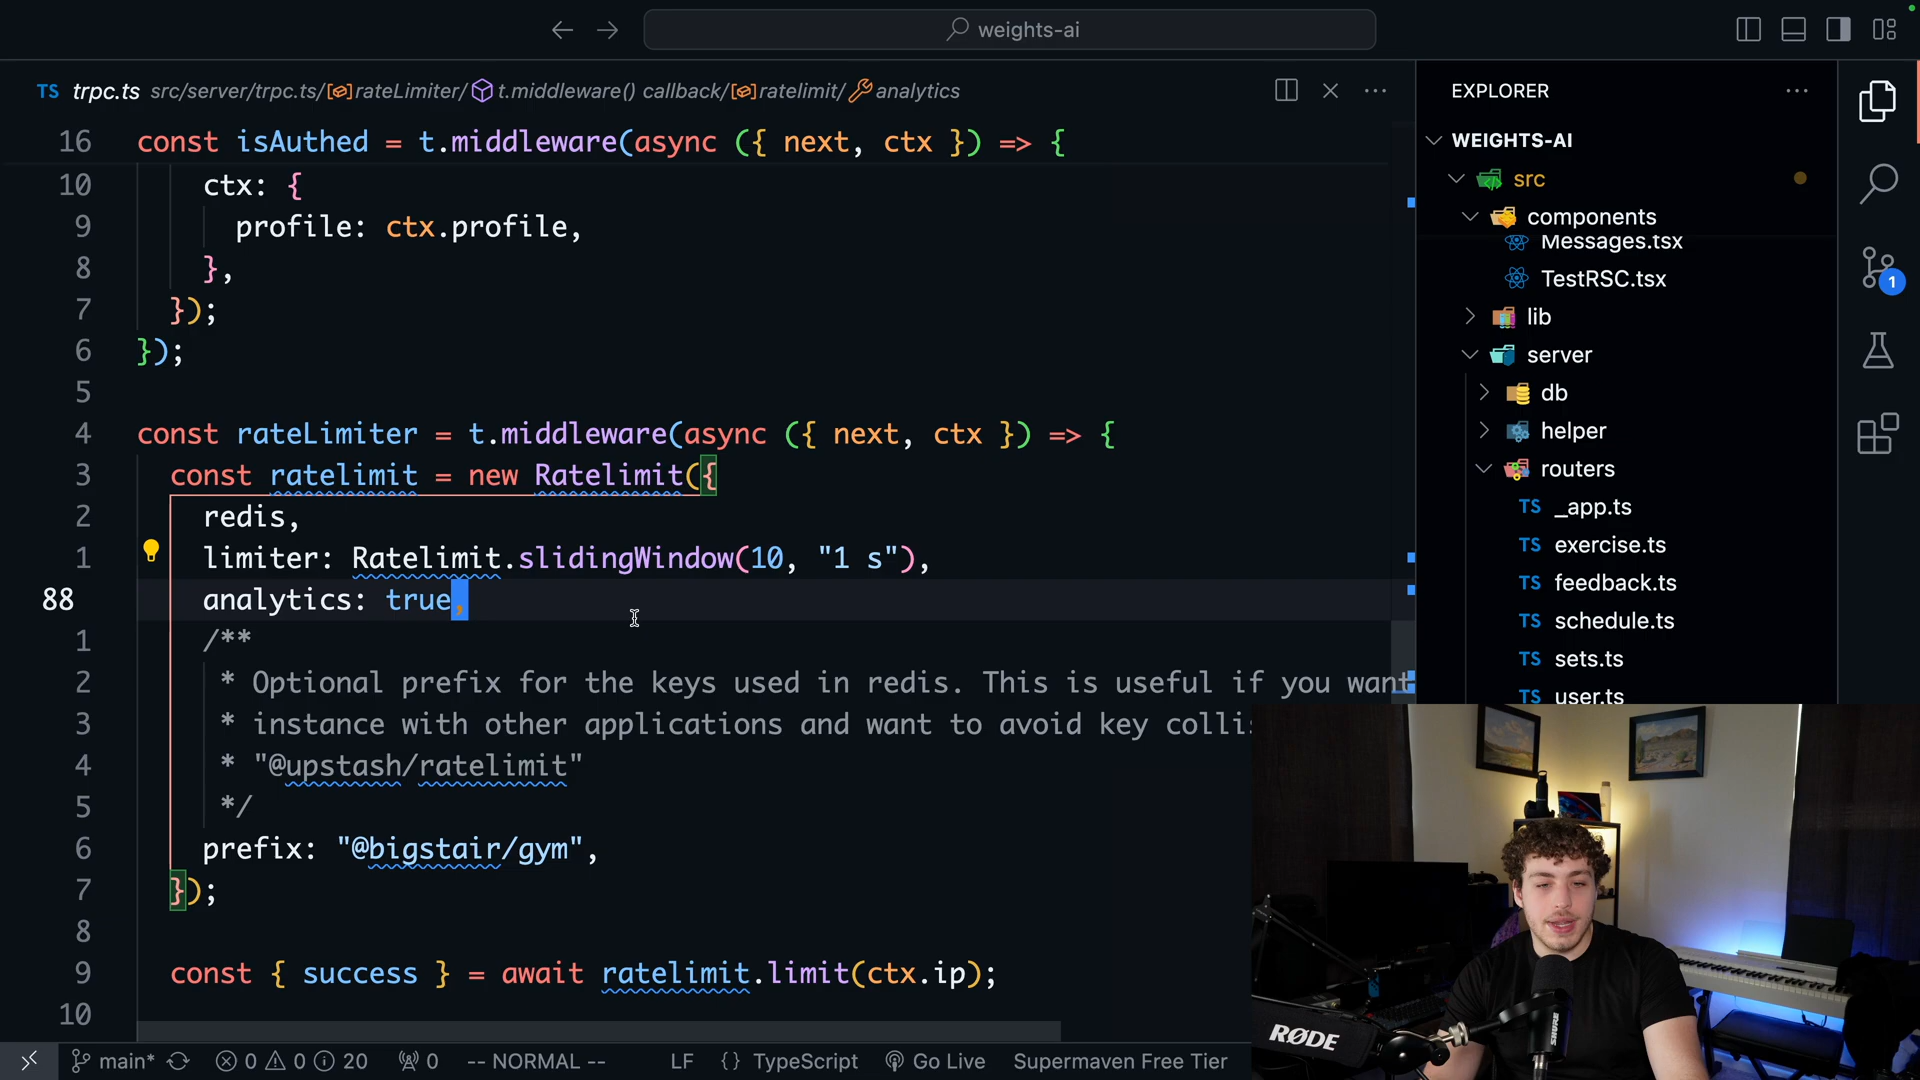 weights-ai
TS trpc.ts src/server/trpc.ts/rateLimiter/t.middleware() callback/ratelimit/analytics
16 const isAuthed = t.middleware(async ({ next, ctx }) => {
10 ctx: {
9 profile: ctx.profile,
8 },
7 });
6 });
5
4 const rateLimiter = t.middleware(async ({ next, ctx }) => {
3 const ratelimit = new Ratelimit({
2 redis,
1 limiter: Ratelimit.slidingWindow(10, "1 s"),
88 analytics: true,
1 /**
2 * Optional prefix for the keys used in redis. This is useful if you want
3 * instance with other applications and want to avoid key collis
4 * "@upstash/ratelimit"
5 */
6 prefix: "@bigstair/gym",
7 });
8
9 const { success } = await ratelimit.limit(ctx.ip);
10
EXPLORER
WEIGHTS-AI
src
components
Messages.tsx
TestRSC.tsx
lib
server
db
helper
routers
TS _app.ts
TS exercise.ts
TS feedback.ts
TS schedule.ts
TS sets.ts
TS user.ts
1
RØDE
SHURE
main* 0 0 20 0 -- NORMAL -- LF {} TypeScript Go Live Supermaven Free Tier